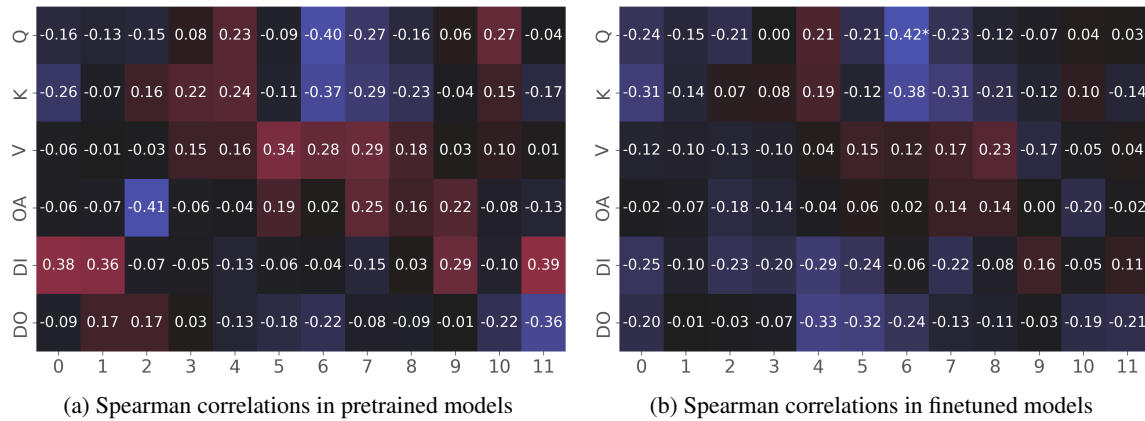 Q -0.16 -0.13 -0.15 0.08 0.23 -0.09 -0.40 -0.27 -0.16 0.06 0.27 -0.04
K -0.26 -0.07 0.16 0.22 0.24 -0.11 -0.37 -0.29 -0.23 -0.04 0.15 -0.17
V -0.06 -0.01 -0.03 0.15 0.16 0.34 0.28 0.29 0.18 0.03 0.10 0.01
OA -0.06 -0.07 -0.41 -0.06 -0.04 0.19 0.02 0.25 0.16 0.22 -0.08 -0.13
DI 0.38 0.36 -0.07 -0.05 -0.13 -0.06 -0.04 -0.15 0.03 0.29 -0.10 0.39
DO -0.09 0.17 0.17 0.03 -0.13 -0.18 -0.22 -0.08 -0.09 -0.01 -0.22 -0.36
0 1 2 3 4 5 6 7 8 9 10 11
(a) Spearman correlations in pretrained models
Q -0.24 -0.15 -0.21 0.00 0.21 -0.21 -0.42* -0.23 -0.12 -0.07 0.04 0.03
K -0.31 -0.14 0.07 0.08 0.19 -0.12 -0.38 -0.31 -0.21 -0.12 0.10 -0.14
V -0.12 -0.10 -0.13 -0.10 0.04 0.15 0.12 0.17 0.23 -0.17 -0.05 0.04
OA -0.02 -0.07 -0.18 -0.14 -0.04 0.06 0.02 0.14 0.14 0.00 -0.20 -0.02
DI -0.25 -0.10 -0.23 -0.20 -0.29 -0.24 -0.06 -0.22 -0.08 0.16 -0.05 0.11
DO -0.20 -0.01 -0.03 -0.07 -0.33 -0.32 -0.24 -0.13 -0.11 -0.03 -0.19 -0.21
0 1 2 3 4 5 6 7 8 9 10 11
(b) Spearman correlations in finetuned models